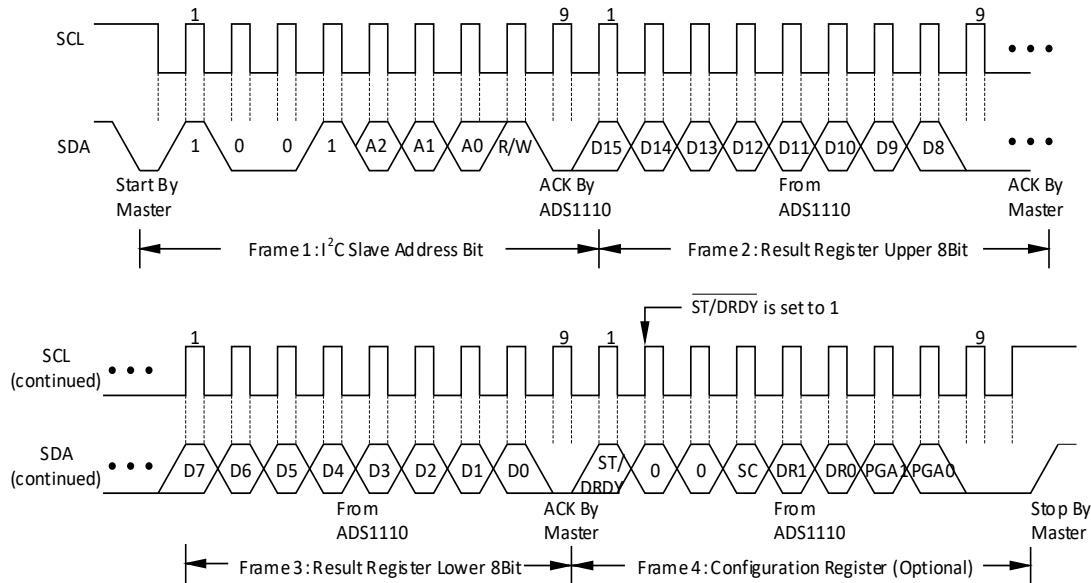 1 9 1 9
SCL
SDA
1 0 0 1 A2 A1 A0 R/W D15 D14 D13 D12 D11 D10 D9 D8
Start By
Master
ACK By
ADS1110
From
ADS1110
ACK By
Master
Frame 1: I²C Slave Address Bit
Frame 2: Result Register Upper 8Bit
ST/DRDY is set to 1
1 9 1 9
SCL
(continued)
SDA
(continued)
D7 D6 D5 D4 D3 D2 D1 D0 ST/
DRDY 0 0 SC DR1 DR0 PGA1 PGA0
From
ADS1110
ACK By
Master
From
ADS1110
Stop By
Master
Frame 3: Result Register Lower 8Bit
Frame 4: Configuration Register (Optional)